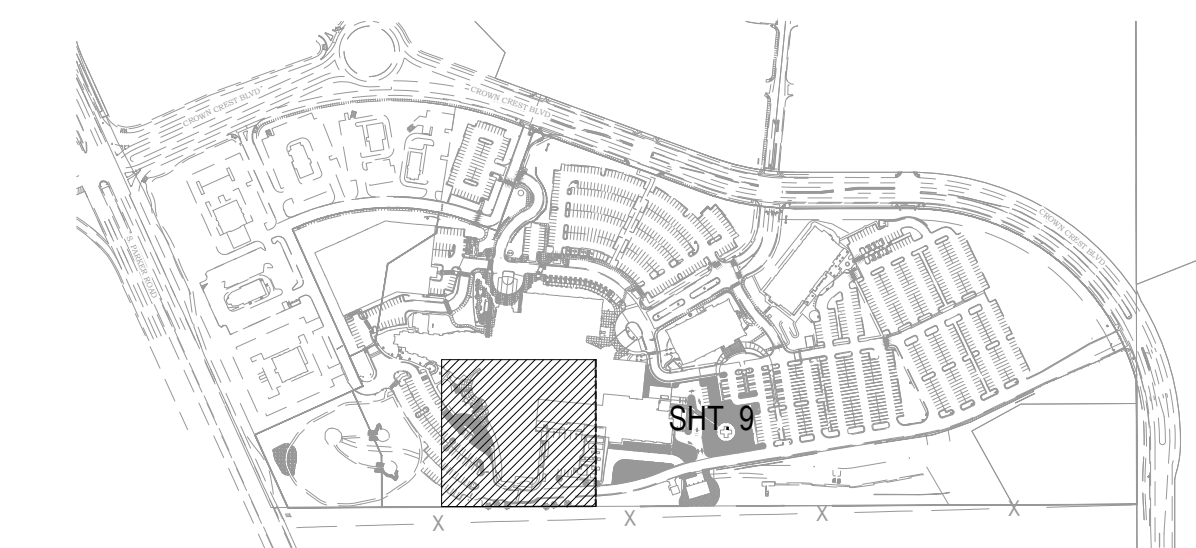 CROWN CREST BLVD
CROWN CREST BLVD
CROWN CREST BLVD
S. PARKER ROAD
SHT. 9
X
X
X
X